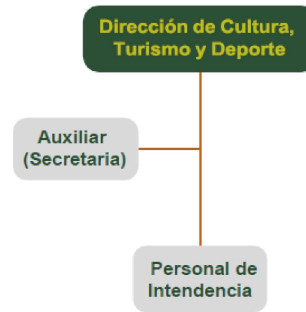 Dirección de Cultura,
Turismo y Deporte
Auxiliar
(Secretaria)
Personal de
Intendencia